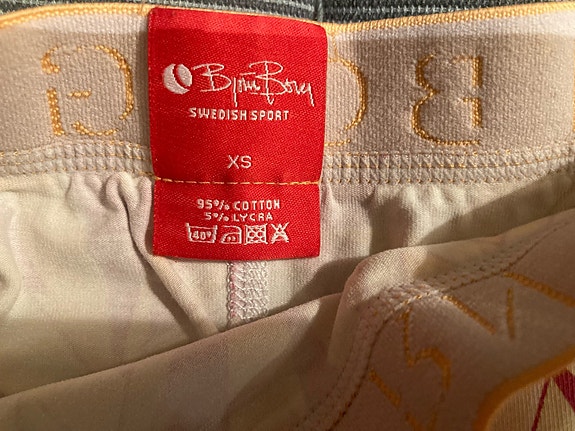 Björn Borg
SWEDISH SPORT
XS
95% COTTON
5% LYCRA
40°